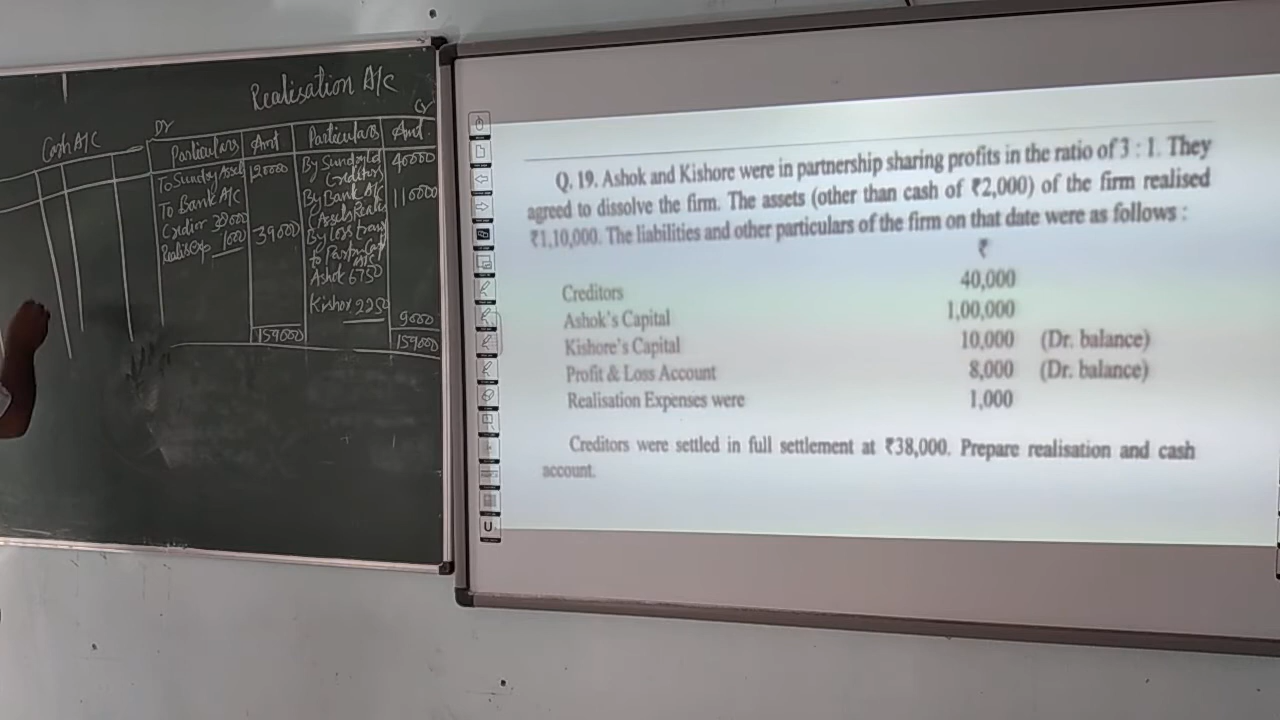 Realisation A/C
Cash A/C
Dr
Cr
Particulars Amt Particulars Amt.
To Sundry Asset 120000
To Bank A/C
Creditor 38000
Realis exp 1000 39000
159000
By Sundry
Creditors 40000
By Bank A/C
(Assets Realis 110000
By Loss
to
Ashok 6750
Kishor 2250
9000
159000
Q. 19. Ashok and Kishore were in partnership sharing profits in the ratio of 3 : 1. They
agreed to dissolve the firm. The assets (other than cash of ₹2,000) of the firm realised
₹1,10,000. The liabilities and other particulars of the firm on that date were as follows :
₹
Creditors 40,000
Ashok's Capital 1,00,000
Kishore's Capital 10,000 (Dr. balance)
Profit & Loss Account 8,000 (Dr. balance)
Realisation Expenses were 1,000
Creditors were settled in full settlement at ₹38,000. Prepare realisation and cash
account.
U